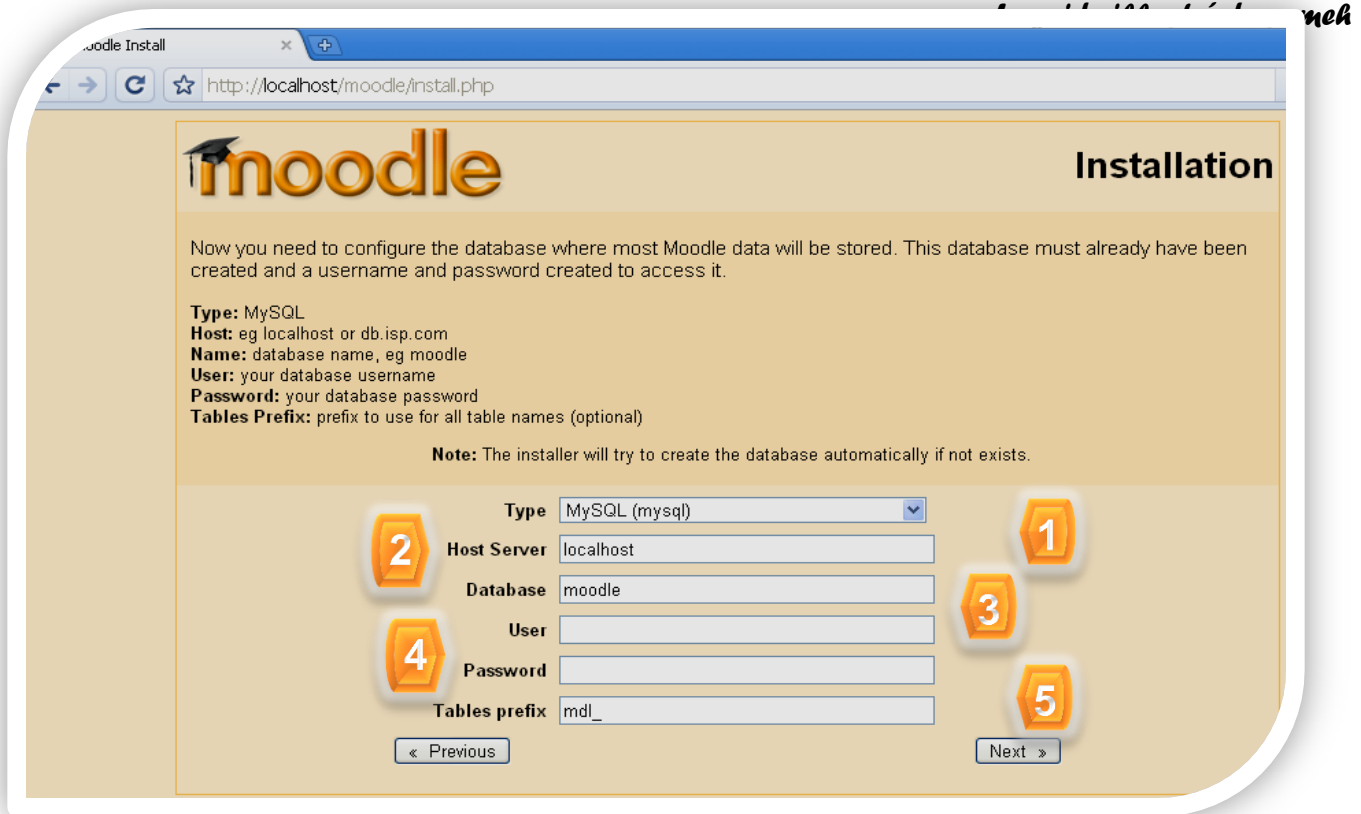 meh
oodle Install
http://localhost/moodle/install.php
moodle
Installation
Now you need to configure the database where most Moodle data will be stored. This database must already have been
created and a username and password created to access it.
Type: MySQL
Host: eg localhost or db.isp.com
Name: database name, eg moodle
User: your database username
Password: your database password
Tables Prefix: prefix to use for all table names (optional)
Note: The installer will try to create the database automatically if not exists.
Type MySQL (mysql) 1
2 Host Server localhost
Database moodle 3
User
4 Password
Tables prefix mdl_ 5
« Previous Next »